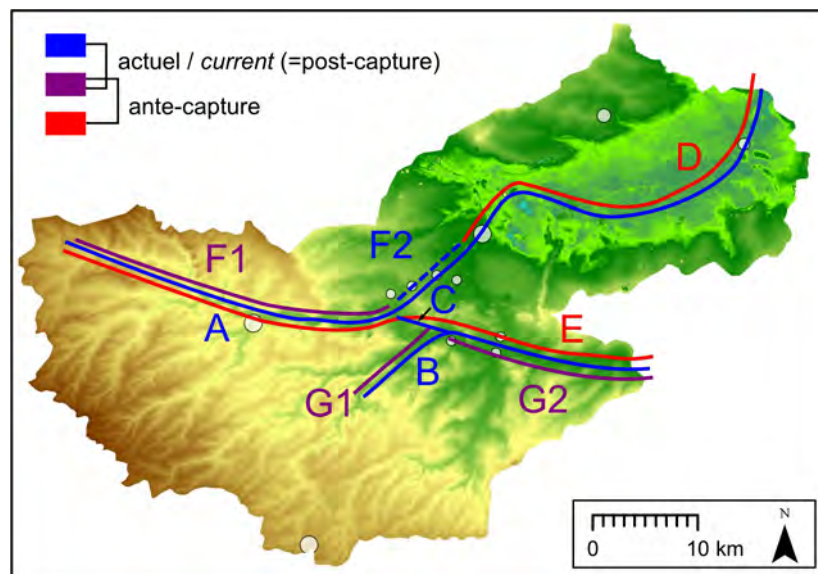 actuel / current (=post-capture)
ante-capture
D
F2
F1
C
A
E
B
G1
G2
N
0 10 km